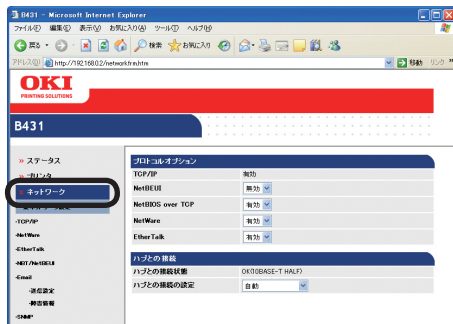 B431 - Microsoft Internet Explorer
ファイル(F) 編集(E) 表示(V) お気に入り(A) ツール(T) ヘルプ(H)
戻る 検索 お気に入り
アドレス(D) http://192.168.0.2/networkfrm.htm 移動 リンク »
OKI
PRINTING SOLUTIONS
B431
» ステータス
» プリンタ
» ネットワーク
-TCP/IP
-NetWare
-EtherTalk
-NBT/NetBEUI
-Email
-送信設定
-障害情報
-SNMP
プロトコルオプション
TCP/IP 有効
NetBEUI 無効
NetBIOS over TCP 有効
NetWare 有効
EtherTalk 有効
ハブとの接続
ハブとの接続状態 OK(10BASE-T HALF)
ハブとの接続の設定 自動